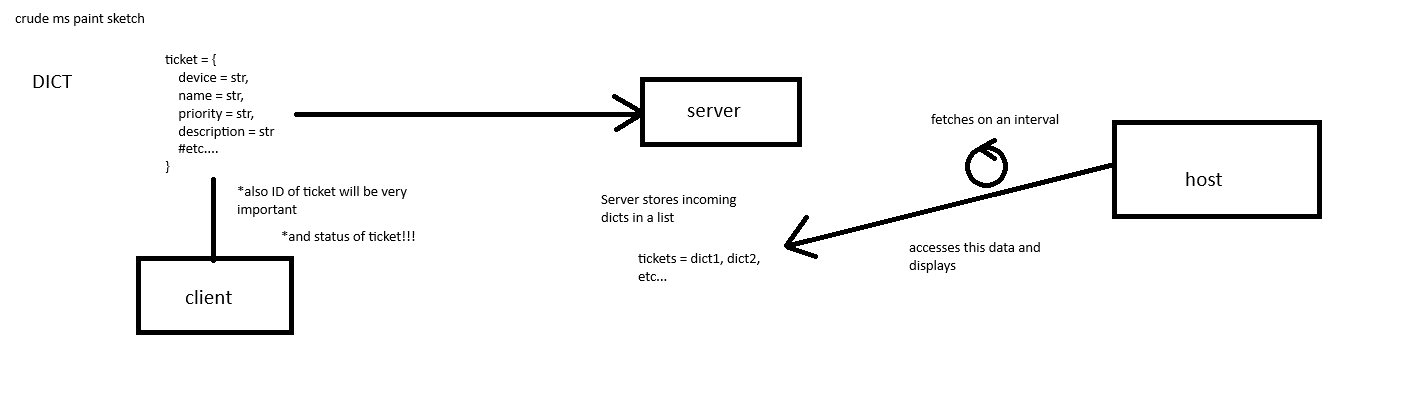 crude ms paint sketch
DICT
ticket = {
device = str,
name = str,
priority = str,
description = str
#etc....
}
*also ID of ticket will be very
important
*and status of ticket!!!
client
server
Server stores incoming
dicts in a list
tickets = dict1, dict2,
etc...
fetches on an interval
accesses this data and
displays
host